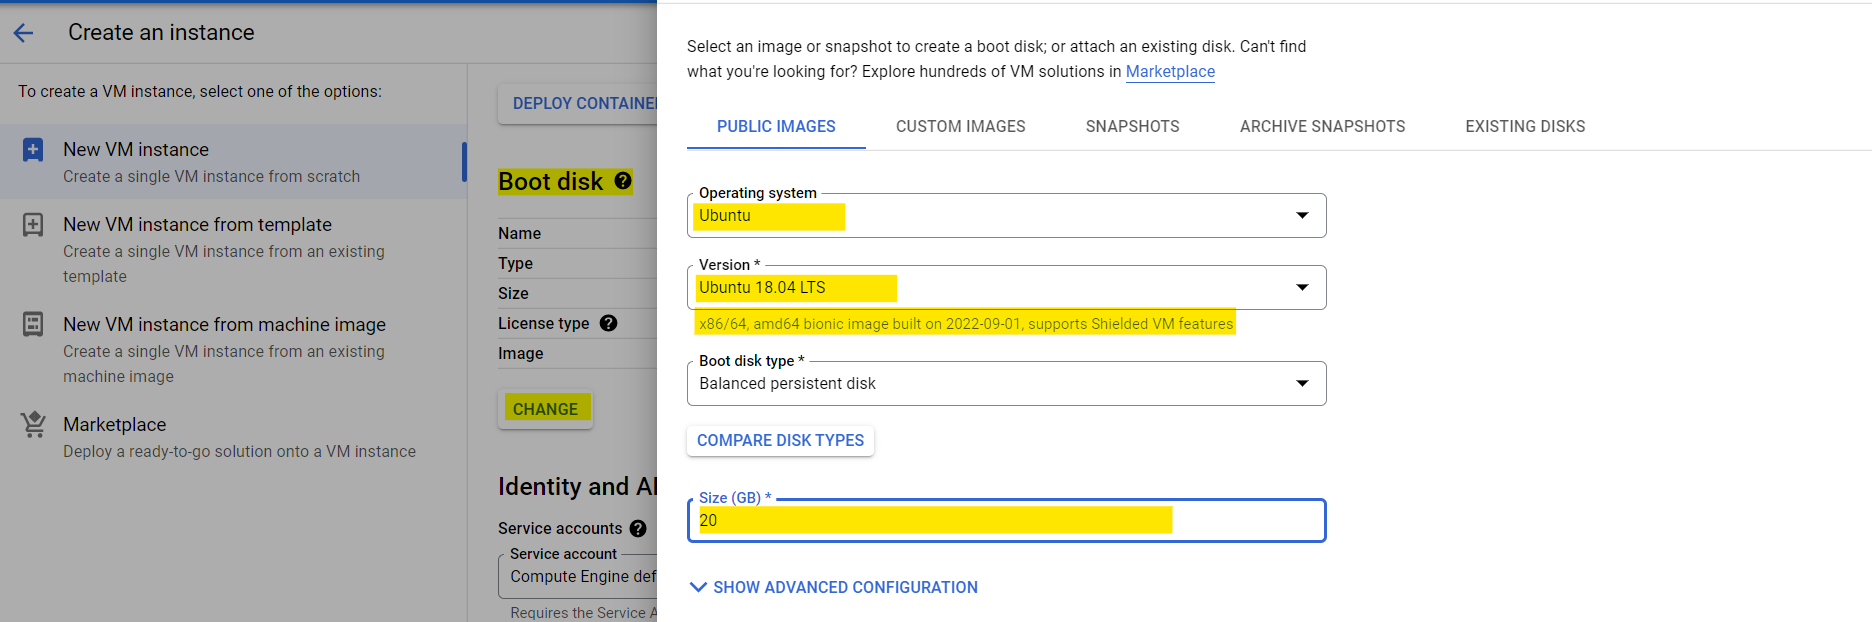 Create an instance
To create a VM instance, select one of the options:
New VM instance
Create a single VM instance from scratch
New VM instance from template
Create a single VM instance from an existing
template
New VM instance from machine image
Create a single VM instance from an existing
machine image
Marketplace
Deploy a ready-to-go solution onto a VM instance
DEPLOY CONTAINE
Boot disk
Name
Type
Size
License type
Image
CHANGE
Identity and A
Service accounts
Service account
Compute Engine def
Requires the Service A
Select an image or snapshot to create a boot disk; or attach an existing disk. Can't find
what you're looking for? Explore hundreds of VM solutions in Marketplace
PUBLIC IMAGES CUSTOM IMAGES SNAPSHOTS ARCHIVE SNAPSHOTS EXISTING DISKS
Operating system
Ubuntu
Version *
Ubuntu 18.04 LTS
x86/64, amd64 bionic image built on 2022-09-01, supports Shielded VM features
Boot disk type *
Balanced persistent disk
COMPARE DISK TYPES
Size (GB) *
20
SHOW ADVANCED CONFIGURATION